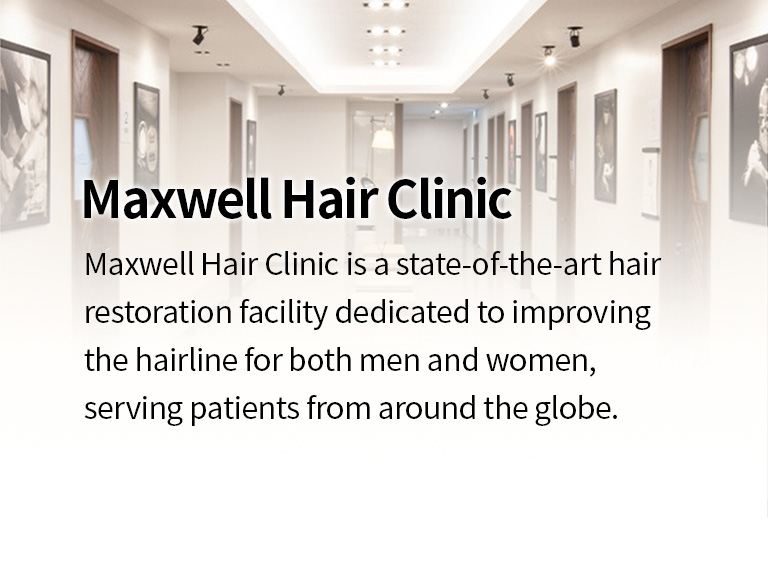 Maxwell Hair Clinic
Maxwell Hair Clinic is a state-of-the-art hair
restoration facility dedicated to improving
the hairline for both men and women,
serving patients from around the globe.